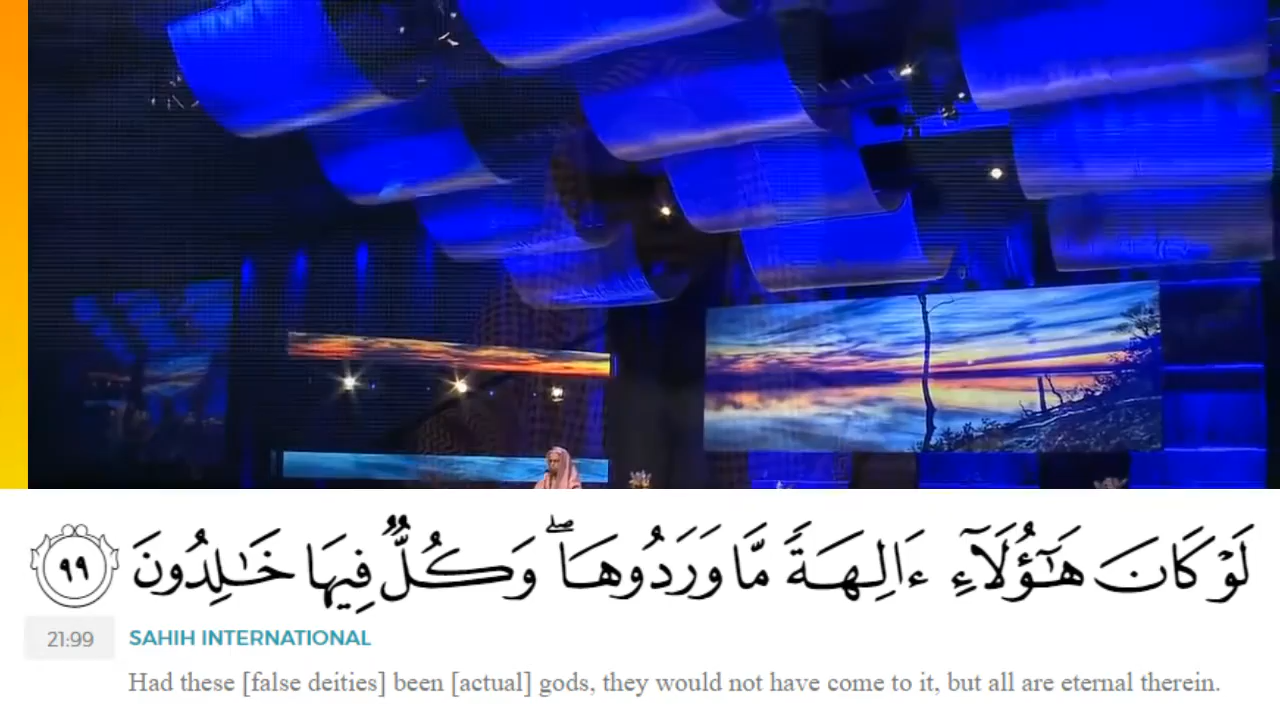 لَوْ كَانَ هَـٰٓؤُلَآءِ ءَالِهَةً مَّا وَرَدُوهَا ۖ وَكُلٌّ فِيهَا خَـٰلِدُونَ ٩٩
21:99 SAHIH INTERNATIONAL
Had these [false deities] been [actual] gods, they would not have come to it, but all are eternal therein.